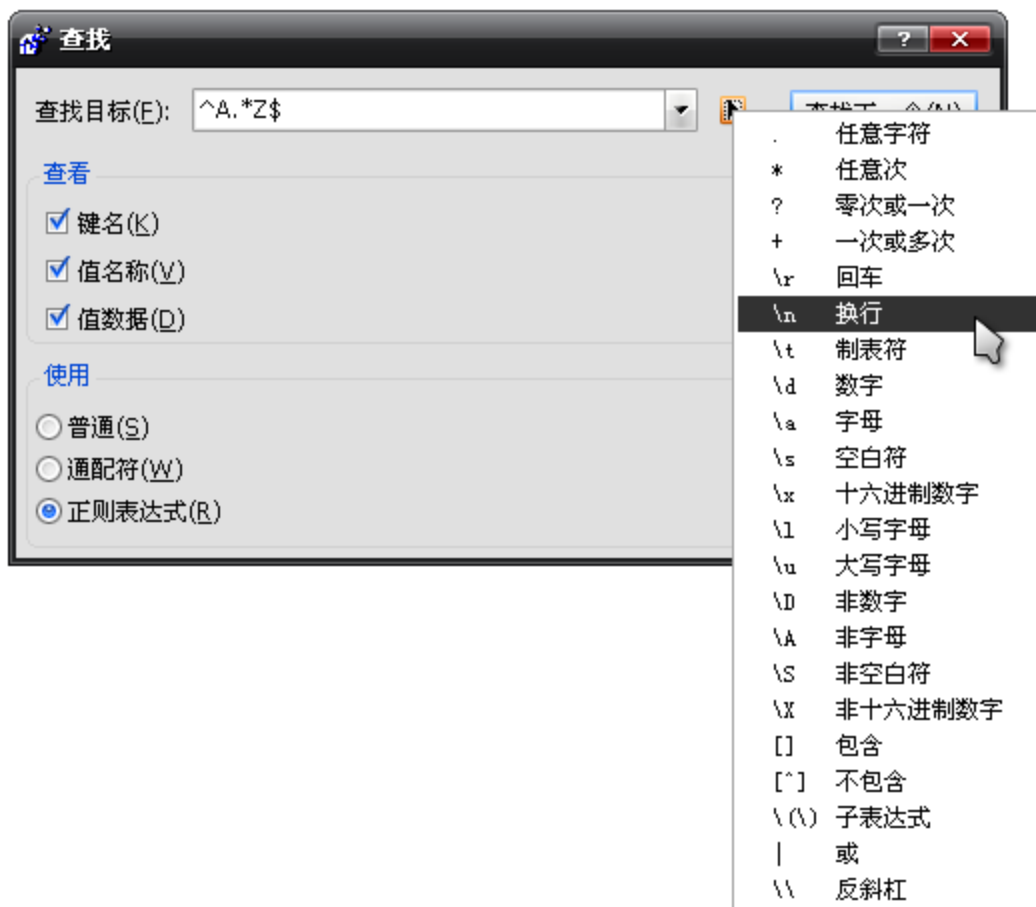 查找
查找目标(F): ^A.*Z$
查看
键名(K)
值名称(V)
值数据(D)
使用
普通(S)
通配符(W)
正则表达式(R)
. 任意字符
* 任意次
? 零次或一次
+ 一次或多次
\r 回车
\n 换行
\t 制表符
\d 数字
\a 字母
\s 空白符
\x 十六进制数字
\l 小写字母
\u 大写字母
\D 非数字
\A 非字母
\S 非空白符
\X 非十六进制数字
[] 包含
[^] 不包含
\(\) 子表达式
| 或
\\ 反斜杠